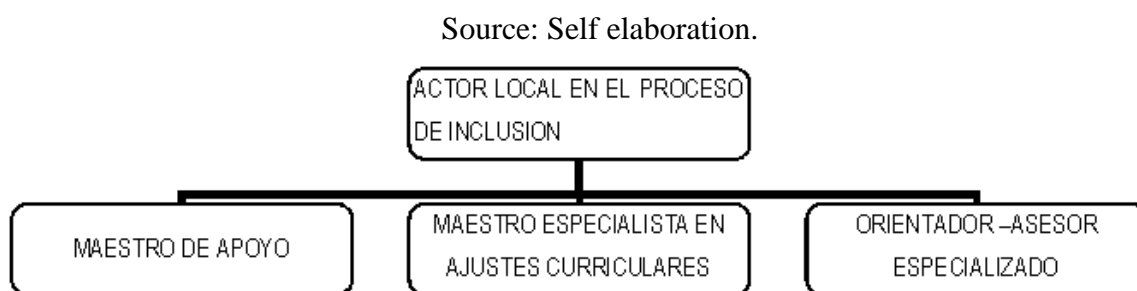 Source: Self elaboration.
ACTOR LOCAL EN EL PROCESO
DE INCLUSION
MAESTRO DE APOYO
MAESTRO ESPECIALISTA EN
AJUSTES CURRICULARES
ORIENTADOR –ASESOR
ESPECIALIZADO